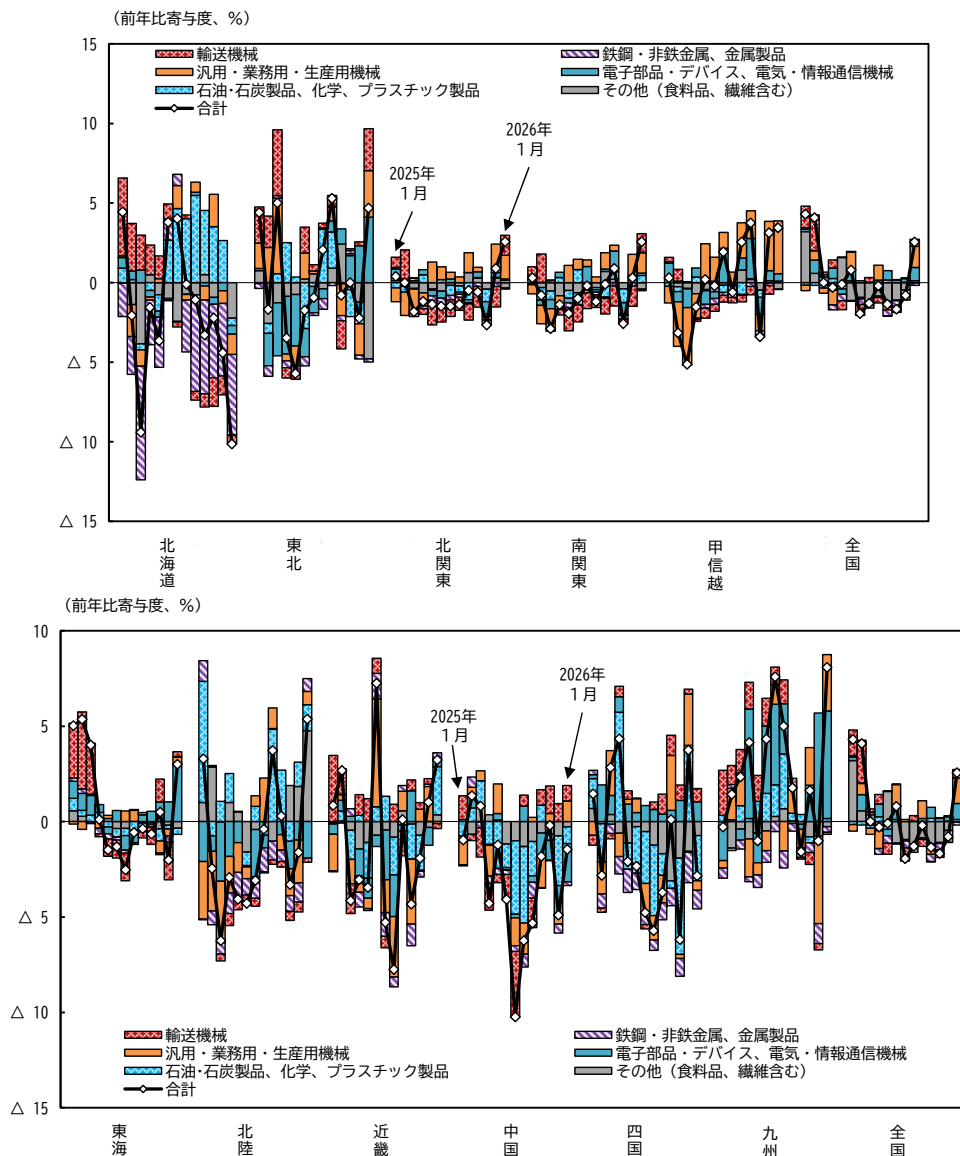 （前年比寄与度、％）
15
10
5
0
△ 5
△ 10
△ 15
輸送機械
鉄鋼・非鉄金属、金属製品
汎用・業務用・生産用機械
電子部品・デバイス、電気・情報通信機械
石油・石炭製品、化学、プラスチック製品
その他（食料品、繊維含む）
合計
2025年
１月
2026年
１月
北海道
東北
北関東
南関東
甲信越
全国
（前年比寄与度、％）
10
5
0
△ 5
△ 10
△ 15
2025年
１月
2026年
１月
輸送機械
鉄鋼・非鉄金属、金属製品
汎用・業務用・生産用機械
電子部品・デバイス、電気・情報通信機械
石油・石炭製品、化学、プラスチック製品
その他（食料品、繊維含む）
合計
東海
北陸
近畿
中国
四国
九州
全国